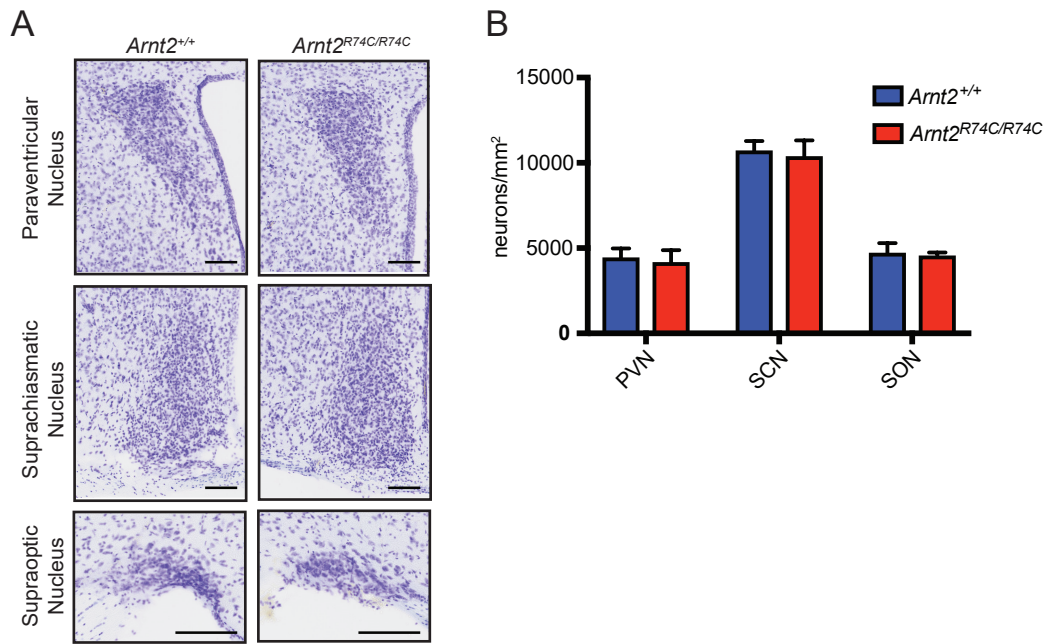 A
Arnt2+/+
Arnt2R74C/R74C
Paraventricular
Nucleus
Suprachiasmatic
Nucleus
Supraoptic
Nucleus
B
15000
10000
5000
0
neurons/mm²
Arnt2+/+
Arnt2R74C/R74C
PVN
SCN
SON